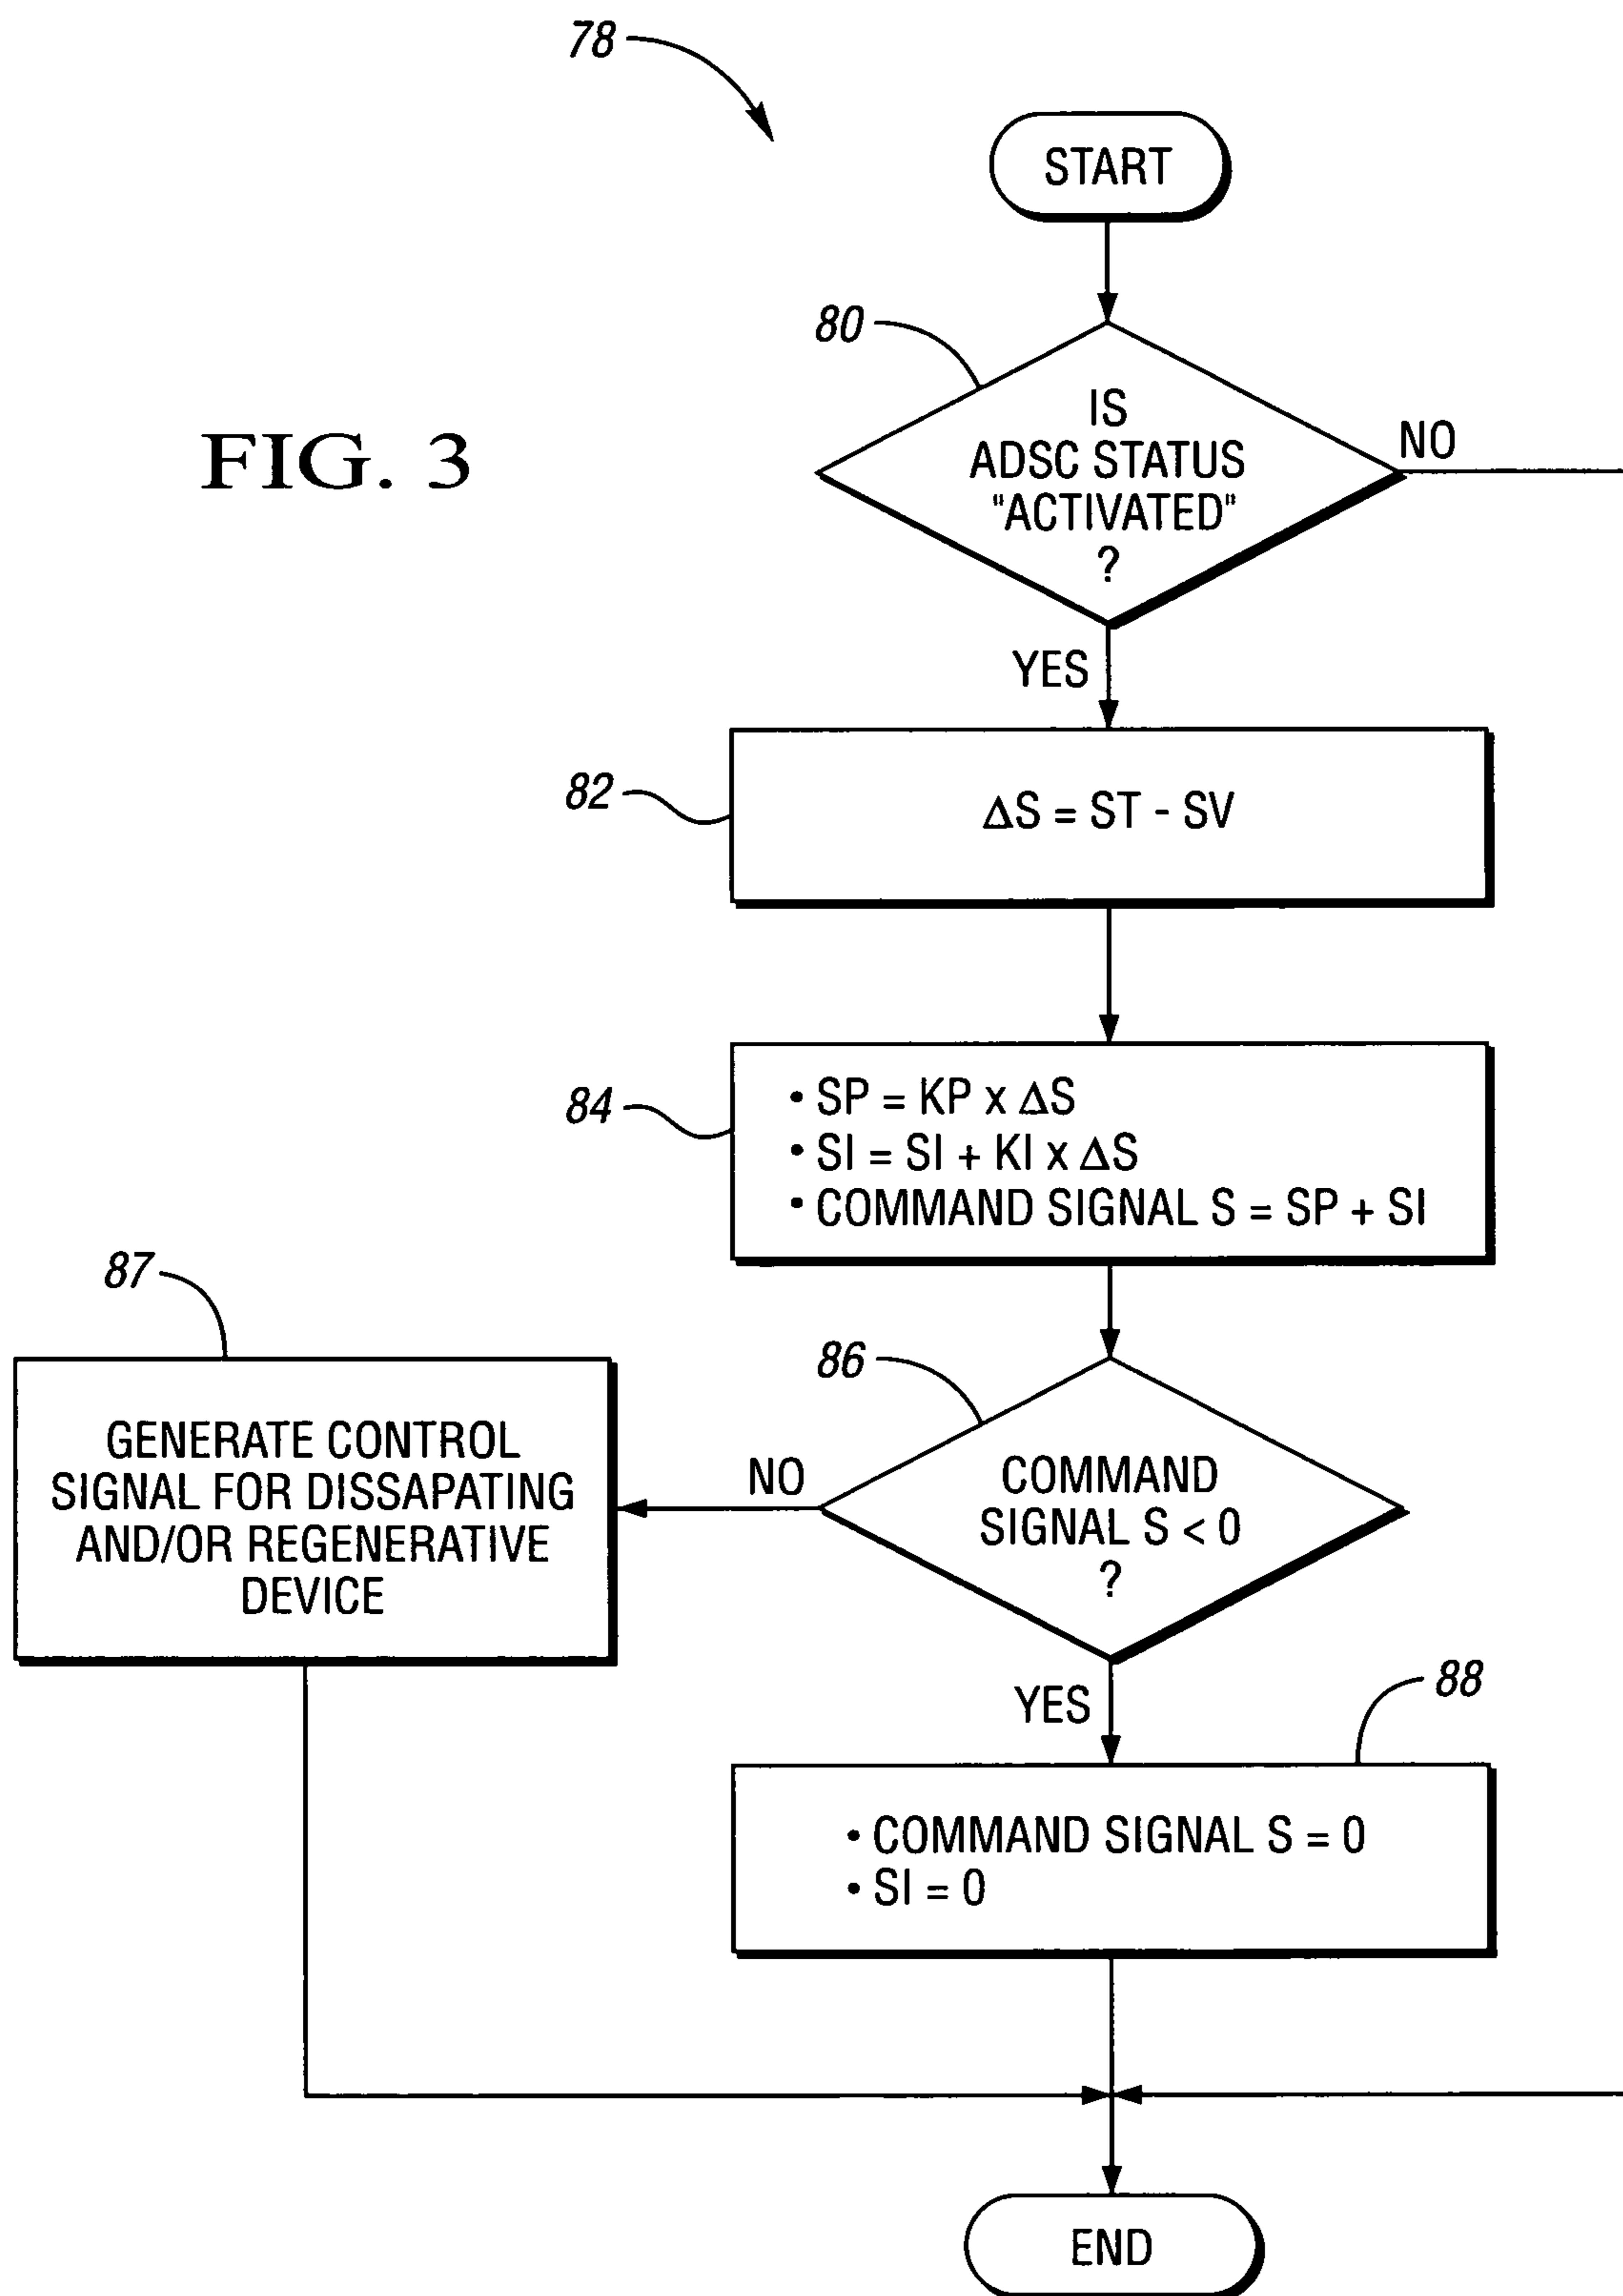 78
START
FIG. 3
80
IS
ADSC STATUS
"ACTIVATED"
?
NO
YES
82
ΔS = ST - SV
84
• SP = KP x ΔS
• SI = SI + KI x ΔS
• COMMAND SIGNAL S = SP + SI
87
GENERATE CONTROL
SIGNAL FOR DISSAPATING
AND/OR REGENERATIVE
DEVICE
NO
86
COMMAND
SIGNAL S < 0
?
YES
88
• COMMAND SIGNAL S = 0
• SI = 0
END